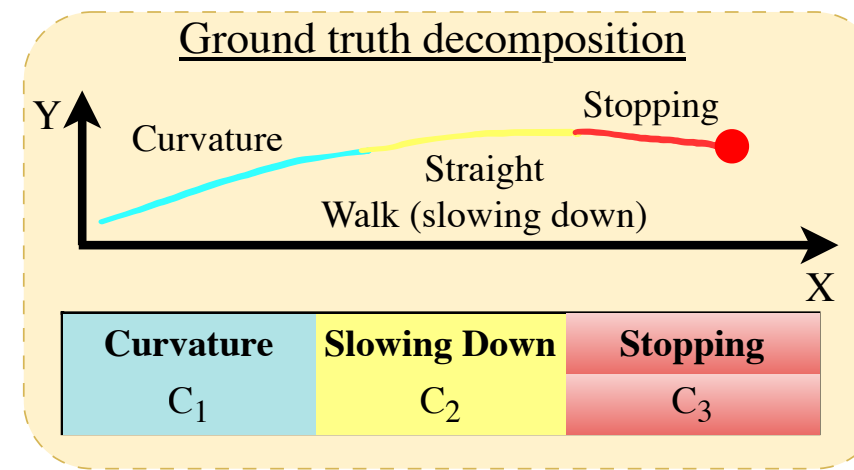 Ground truth decomposition
Y
Stopping
Curvature
Straight
Walk (slowing down)
X
Curvature Slowing Down Stopping
C1 C2 C3